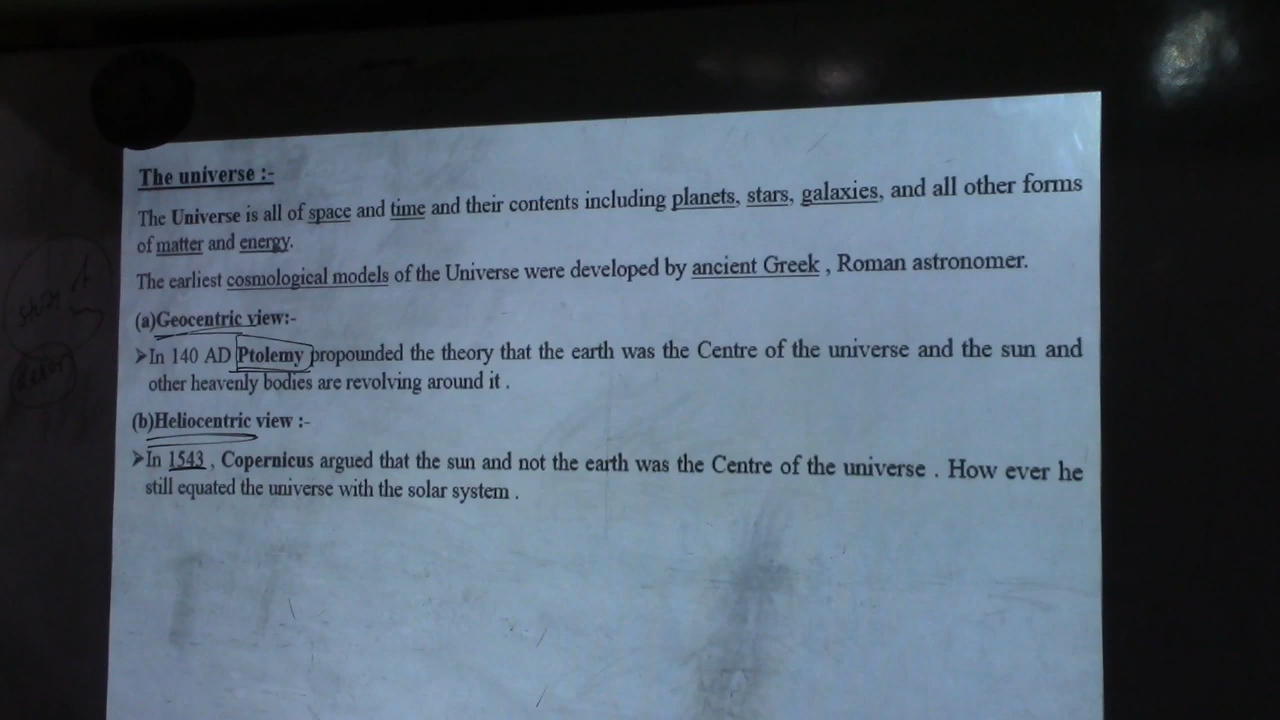 The universe :-
The Universe is all of space and time and their contents including planets, stars, galaxies, and all other forms
of matter and energy.
The earliest cosmological models of the Universe were developed by ancient Greek , Roman astronomer.
(a)Geocentric view:-
➢In 140 AD Ptolemy propounded the theory that the earth was the Centre of the universe and the sun and
other heavenly bodies are revolving around it .
(b)Heliocentric view :-
➢In 1543 , Copernicus argued that the sun and not the earth was the Centre of the universe . How ever he
still equated the universe with the solar system .